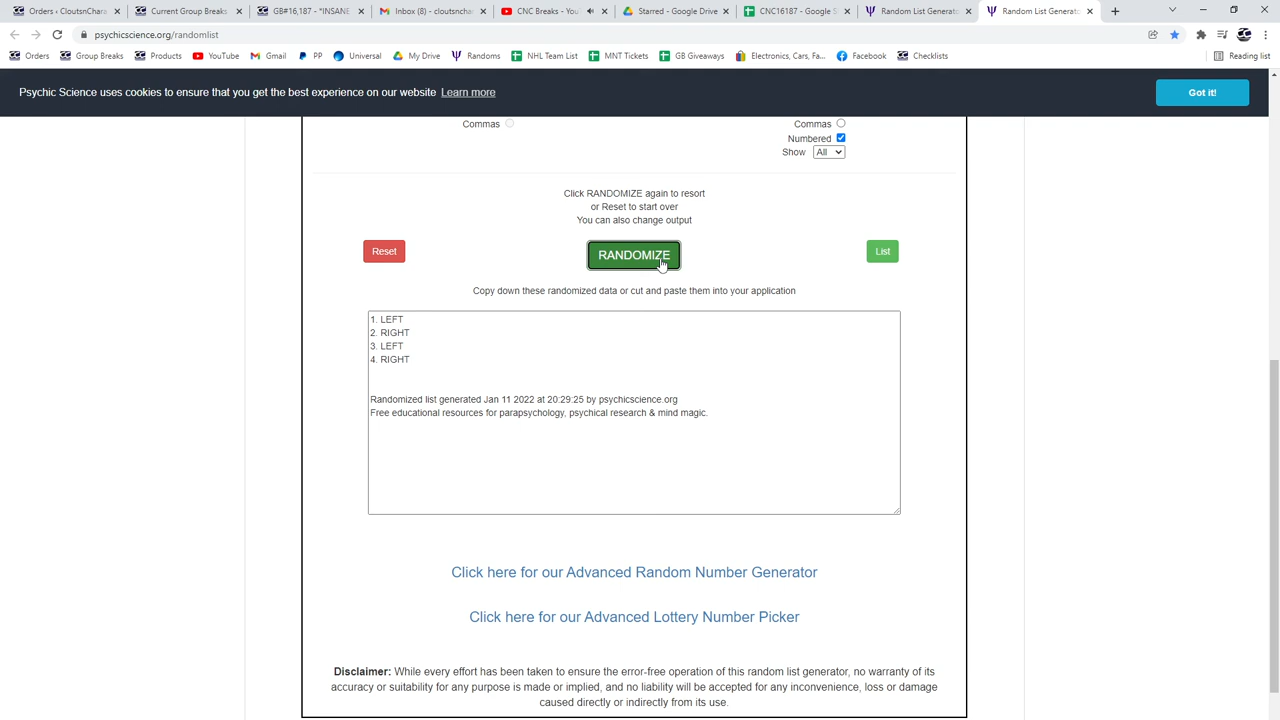 Orders · CloutsnChara
Current Group Breaks
GB#16,187 - *INSANE
Inbox (8) - cloutsnchar
CNC Breaks - You
Starred - Google Drive
CNC16187 - Google S
Random List Generato
Random List Generato
psychicscience.org/randomlist
Orders
Group Breaks
Products
YouTube
Gmail
PP
Universal
My Drive
Randoms
NHL Team List
MNT Tickets
GB Giveaways
Electronics, Cars, Fa...
Facebook
Checklists
Reading list
Psychic Science uses cookies to ensure that you get the best experience on our website Learn more
Got it!
Commas
Commas
Numbered
Show All
Click RANDOMIZE again to resort
or Reset to start over
You can also change output
Reset
RANDOMIZE
List
Copy down these randomized data or cut and paste them into your application
1. LEFT
2. RIGHT
3. LEFT
4. RIGHT
Randomized list generated Jan 11 2022 at 20:29:25 by psychicscience.org
Free educational resources for parapsychology, psychical research & mind magic.
Click here for our Advanced Random Number Generator
Click here for our Advanced Lottery Number Picker
Disclaimer: While every effort has been taken to ensure the error-free operation of this random list generator, no warranty of its
accuracy or suitability for any purpose is made or implied, and no liability will be accepted for any inconvenience, loss or damage
caused directly or indirectly from its use.